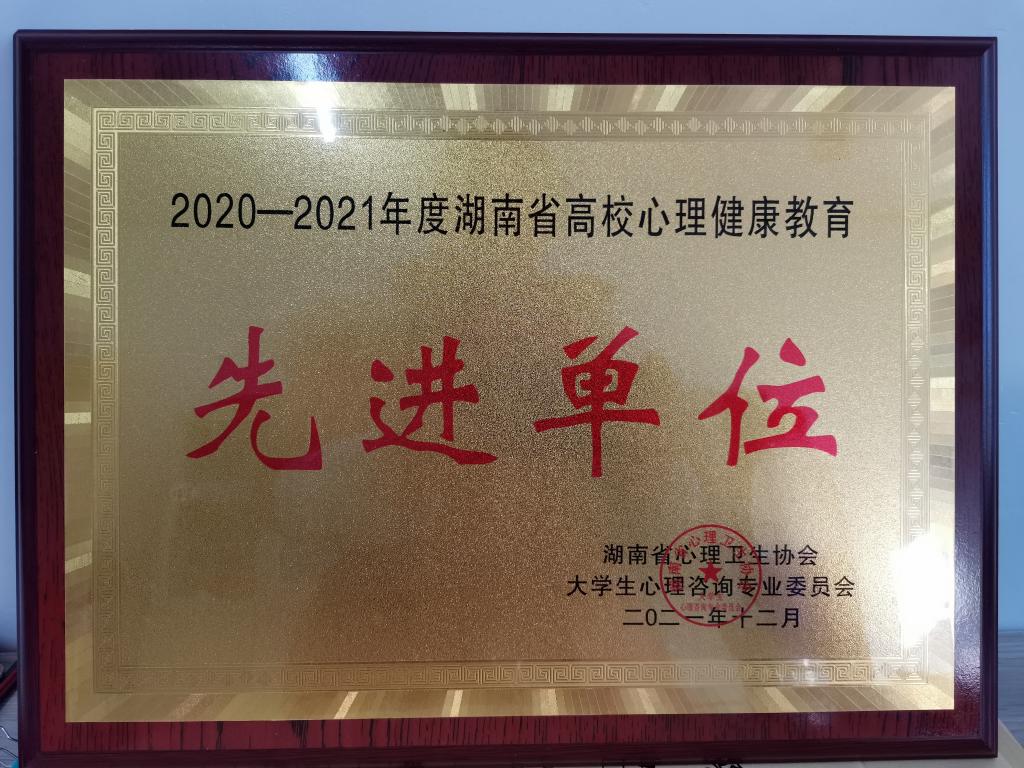 2020—2021年度湖南省高校心理健康教育
先进单位
湖南省心理卫生协会
大学生心理咨询专业委员会
二〇二一年十二月